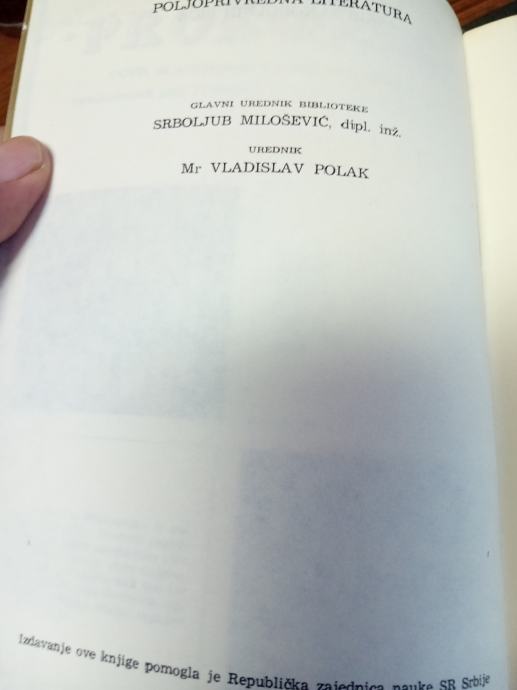 POLJOPRIVREDNA LITERATURA
GLAVNI UREDNIK BIBLIOTEKE
SRBOLJUB MILOŠEVIĆ, dipl. inž.
UREDNIK
Mr VLADISLAV POLAK
Izdavanje ove knjige pomogla je Republička zajednica nauke SR Srbije